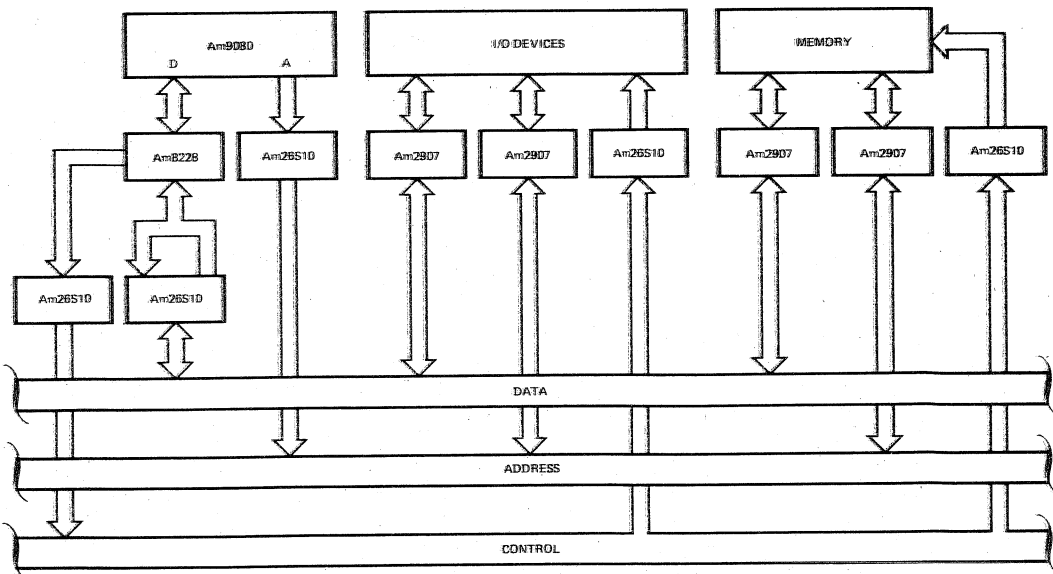 Am9080
D A
I/O DEVICES
MEMORY
Am8228
Am26S10
Am2907
Am2907
Am26S10
Am2907
Am2907
Am26S10
Am26S10
Am26S10
DATA
ADDRESS
CONTROL